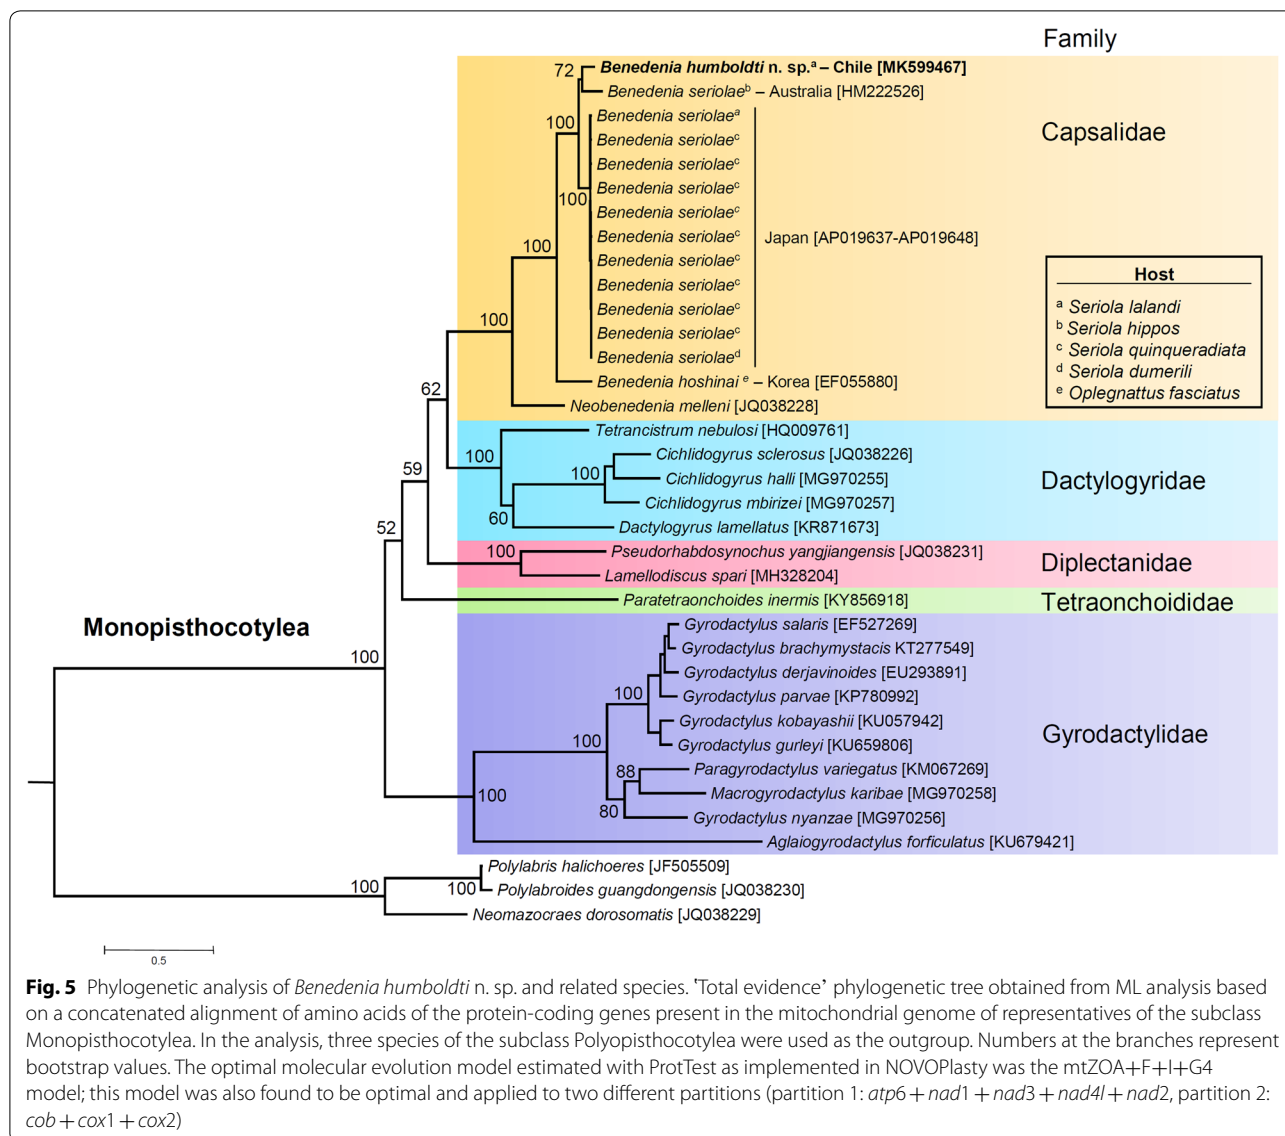 Family
72
Benedenia humboldti n. sp.ᵃ – Chile [MK599467]
Benedenia seriolaeᵇ – Australia [HM222526]
100
Benedenia seriolaeᵃ
Capsalidae
Benedenia seriolaeᶜ
Benedenia seriolaeᶜ
Benedenia seriolaeᶜ
100
Benedenia seriolaeᶜ
Benedenia seriolaeᶜ
Japan [AP019637-AP019648]
100
Benedenia seriolaeᶜ
Benedenia seriolaeᶜ
Benedenia seriolaeᶜ
Benedenia seriolaeᶜ
Benedenia seriolaeᵈ
Host
ᵃ Seriola lalandi
ᵇ Seriola hippos
ᶜ Seriola quinqueradiata
ᵈ Seriola dumerili
ᵉ Oplegnattus fasciatus
100
Benedenia hoshinai ᵉ – Korea [EF055880]
62
Neobenedenia melleni [JQ038228]
Tetrancistrum nebulosi [HQ009761]
100
Cichlidogyrus sclerosus [JQ038226]
59
100
Cichlidogyrus halli [MG970255]
Dactylogyridae
Cichlidogyrus mbirizei [MG970257]
60
Dactylogyrus lamellatus [KR871673]
52
100
Pseudorhabdosynochus yangjiangensis [JQ038231]
Diplectanidae
Lamellodiscus spari [MH328204]
Paratetraonchoides inermis [KY856918]
Tetraonchoididae
Monopisthocotylea
100
Gyrodactylus salaris [EF527269]
Gyrodactylus brachymystacis KT277549]
Gyrodactylus derjavinoides [EU293891]
100
Gyrodactylus parvae [KP780992]
Gyrodactylus kobayashii [KU057942]
Gyrodactylidae
100
Gyrodactylus gurleyi [KU659806]
88
Paragyrodactylus variegatus [KM067269]
100
Macrogyrodactylus karibae [MG970258]
80
Gyrodactylus nyanzae [MG970256]
Aglaiogyrodactylus forficulatus [KU679421]
Polylabris halichoeres [JF505509]
100
100
Polylabroides guangdongensis [JQ038230]
Neomazocraes dorosomatis [JQ038229]
0.5
Fig. 5 Phylogenetic analysis of Benedenia humboldti n. sp. and related species. ‘Total evidence’ phylogenetic tree obtained from ML analysis based
on a concatenated alignment of amino acids of the protein-coding genes present in the mitochondrial genome of representatives of the subclass
Monopisthocotylea. In the analysis, three species of the subclass Polyopisthocotylea were used as the outgroup. Numbers at the branches represent
bootstrap values. The optimal molecular evolution model estimated with ProtTest as implemented in NOVOPlasty was the mtZOA+F+I+G4
model; this model was also found to be optimal and applied to two different partitions (partition 1: atp6 + nad1 + nad3 + nad4l + nad2, partition 2:
cob + cox1 + cox2)